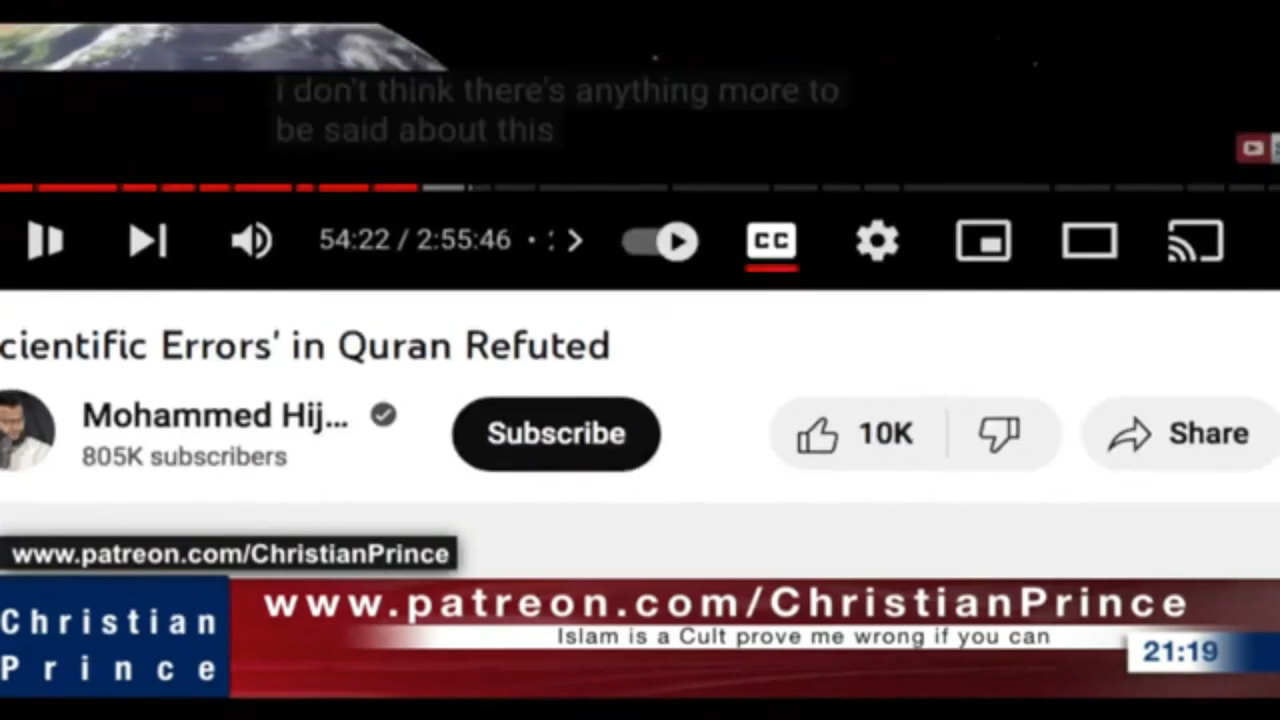 I don't think there's anything more to
be said about this
54:22 / 2:55:46
CC
cientific Errors' in Quran Refuted
Mohammed Hij...
805K subscribers
Subscribe
10K
Share
www.patreon.com/ChristianPrince
Christian
Prince
www.patreon.com/ChristianPrince
Islam is a Cult prove me wrong if you can
21:19